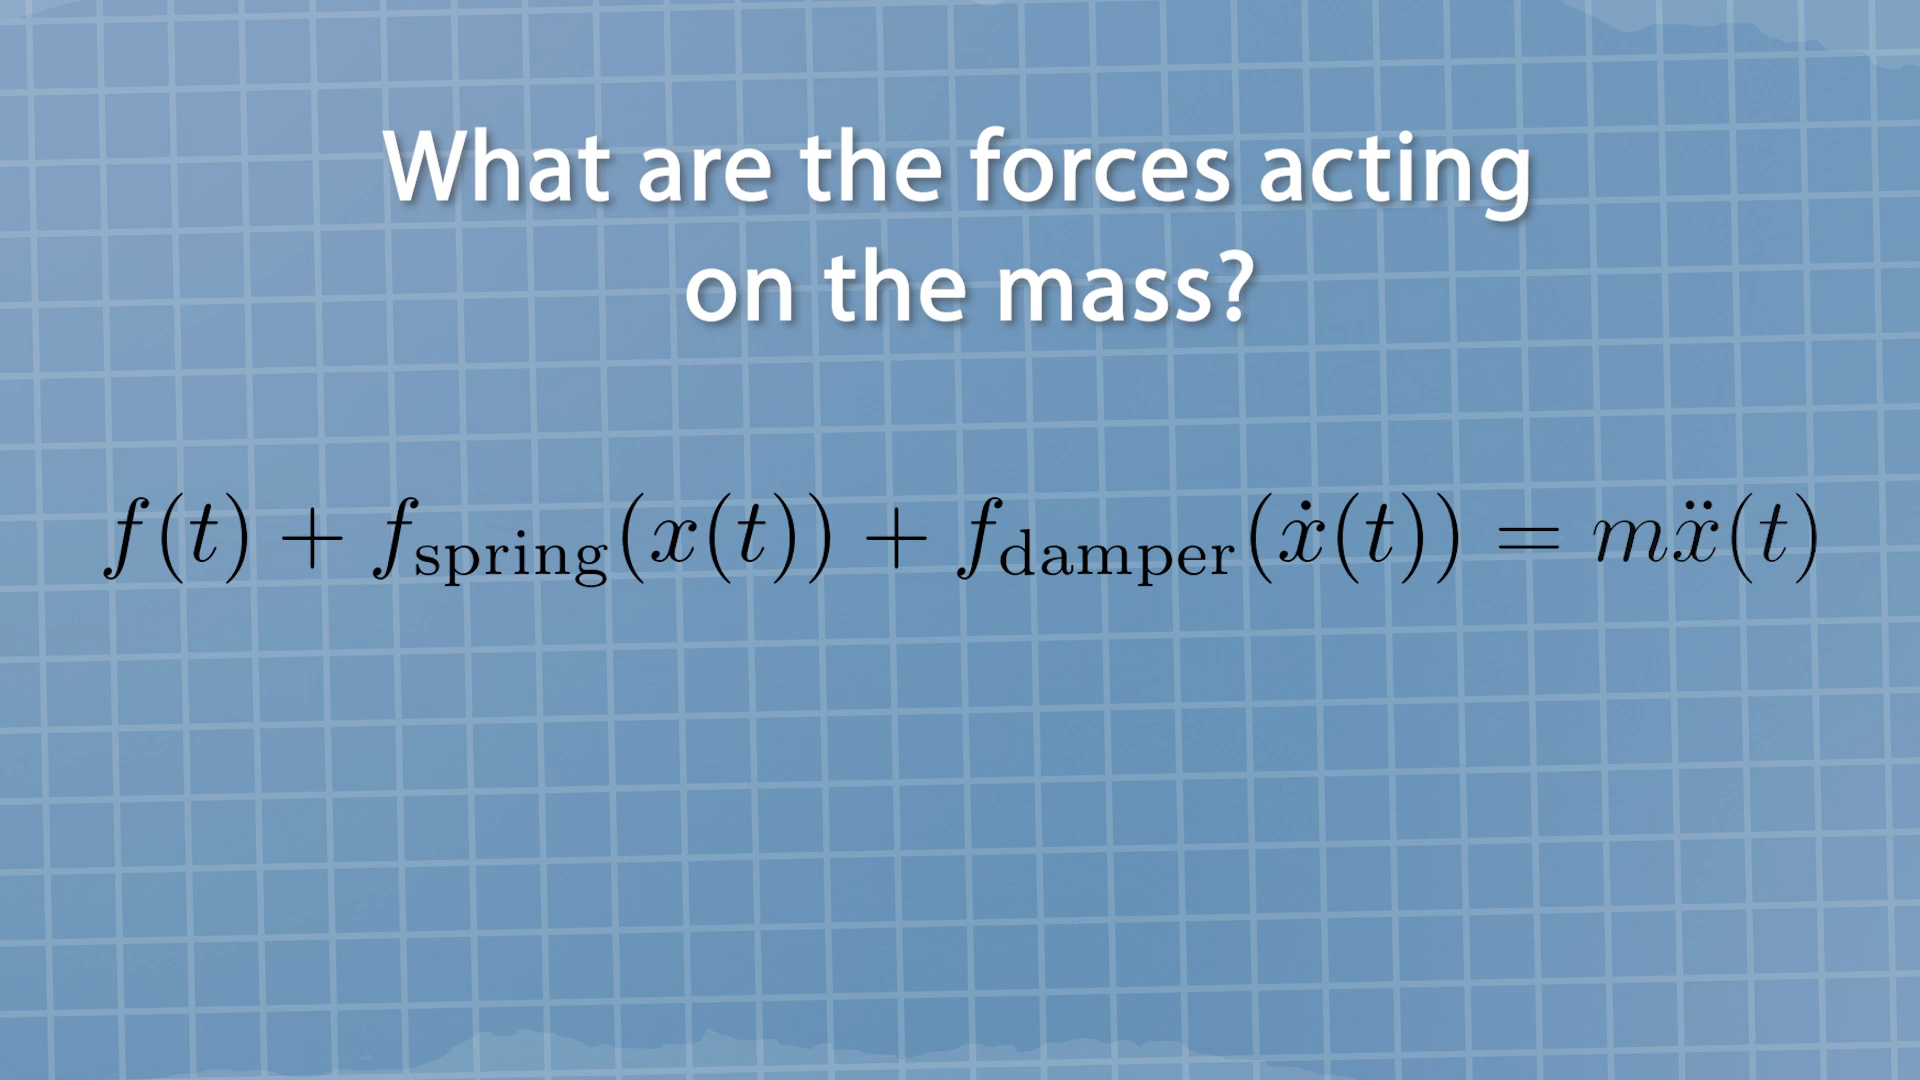 What are the forces acting
on the mass?
f(t) + f_spring(x(t)) + f_damper(ẋ(t)) = mẍ(t)